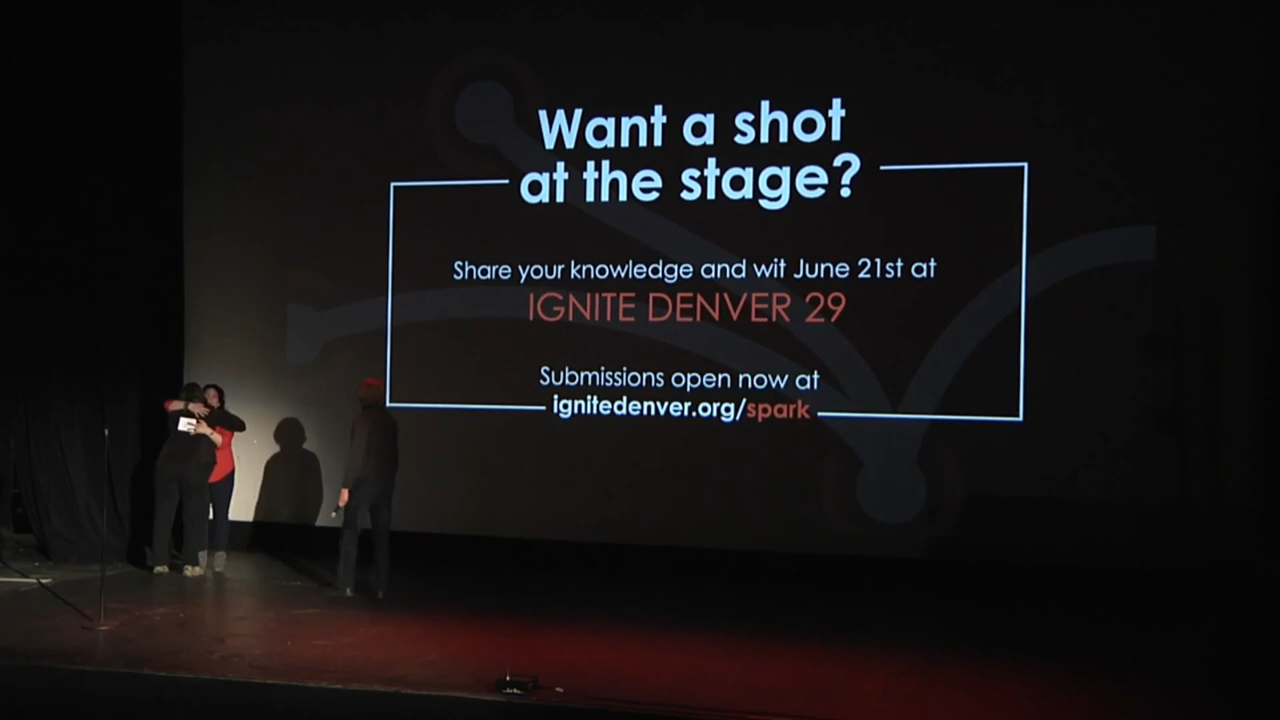 Want a shot
at the stage?
Share your knowledge and wit June 21st at
IGNITE DENVER 29
Submissions open now at
ignitedenver.org/spark